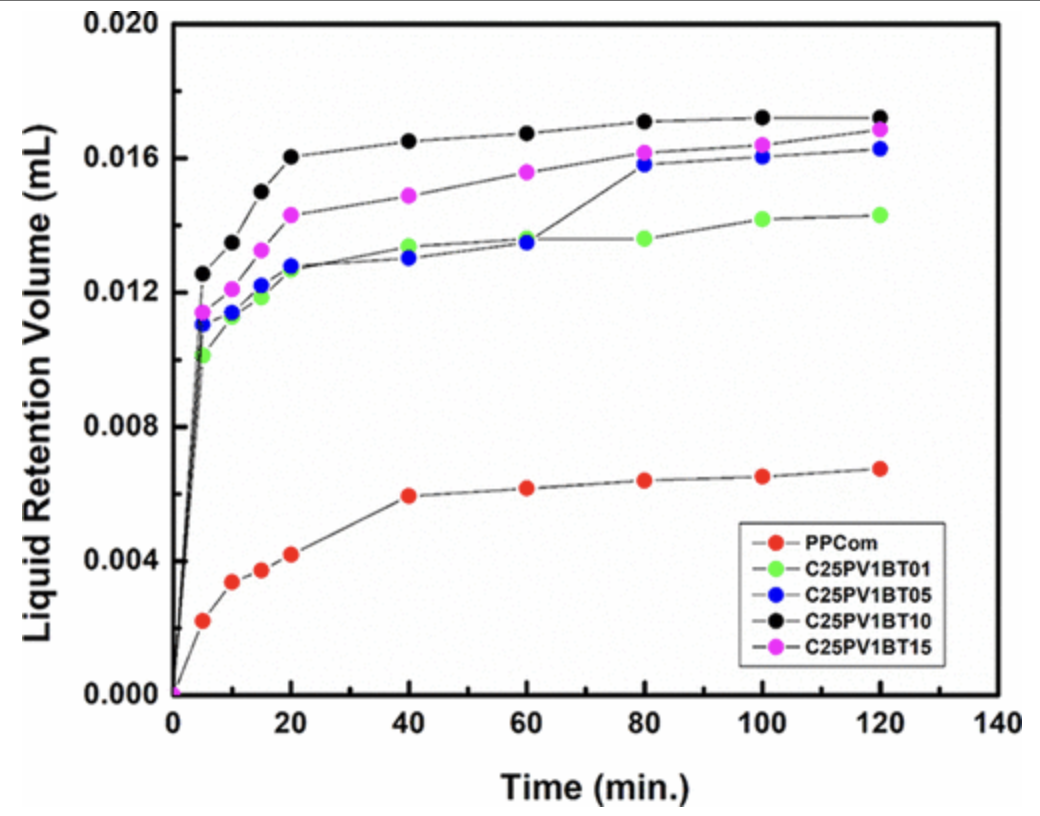 0.020
0.016
0.012
0.008
0.004
0.000
Liquid Retention Volume (mL)
PPCom
C25PV1BT01
C25PV1BT05
C25PV1BT10
C25PV1BT15
0 20 40 60 80 100 120 140
Time (min.)